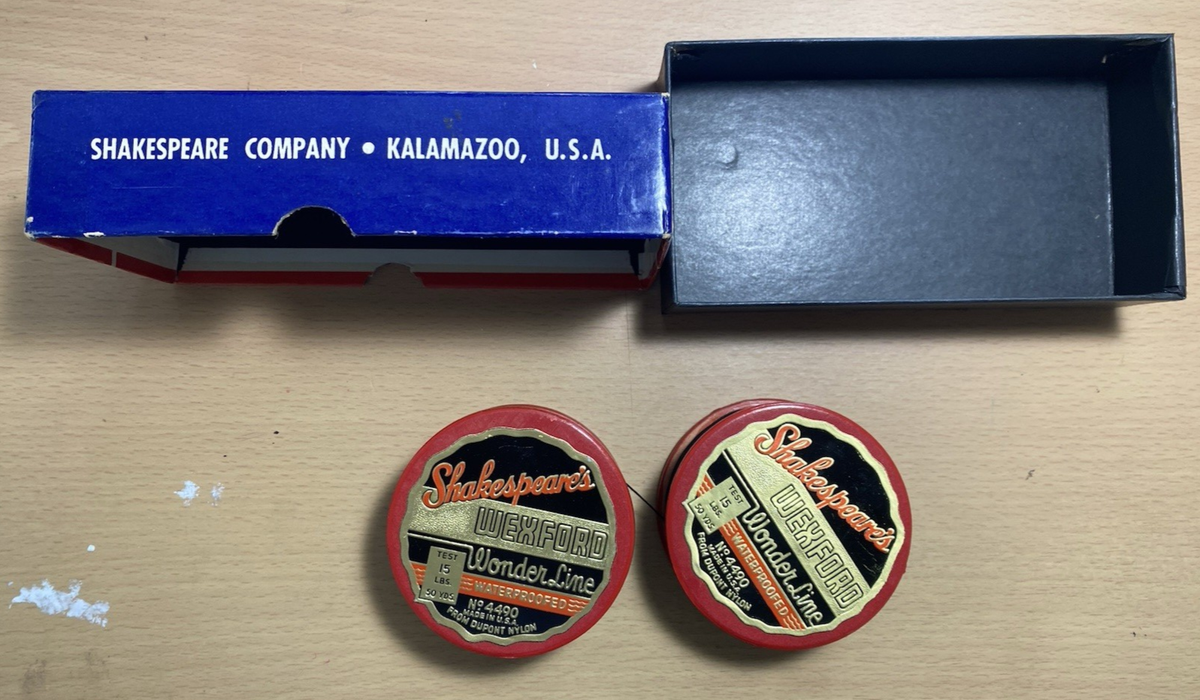 SHAKESPEARE COMPANY • KALAMAZOO, U.S.A.
Shakespeare's
WEXFORD
Wonder Line
TEST
15
LBS.
50 YDS.
WATERPROOFED
Nº 4490
MADE IN U.S.A.
FROM DUPONT NYLON
Shakespeare's
WEXFORD
Wonder Line
TEST
15
LBS.
50 YDS.
WATERPROOFED
Nº 4490
MADE IN U.S.A.
FROM DUPONT NYLON